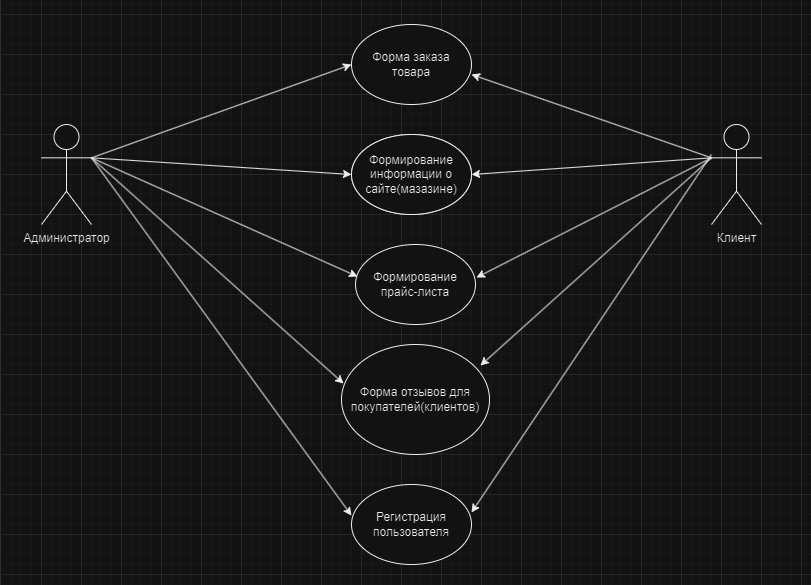 Форма заказа
товара
Формирование
информации о
сайте(мазазине)
Администратор
Клиент
Формирование
прайс-листа
Форма отзывов для
покупателей(клиентов)
Регистрация
пользователя